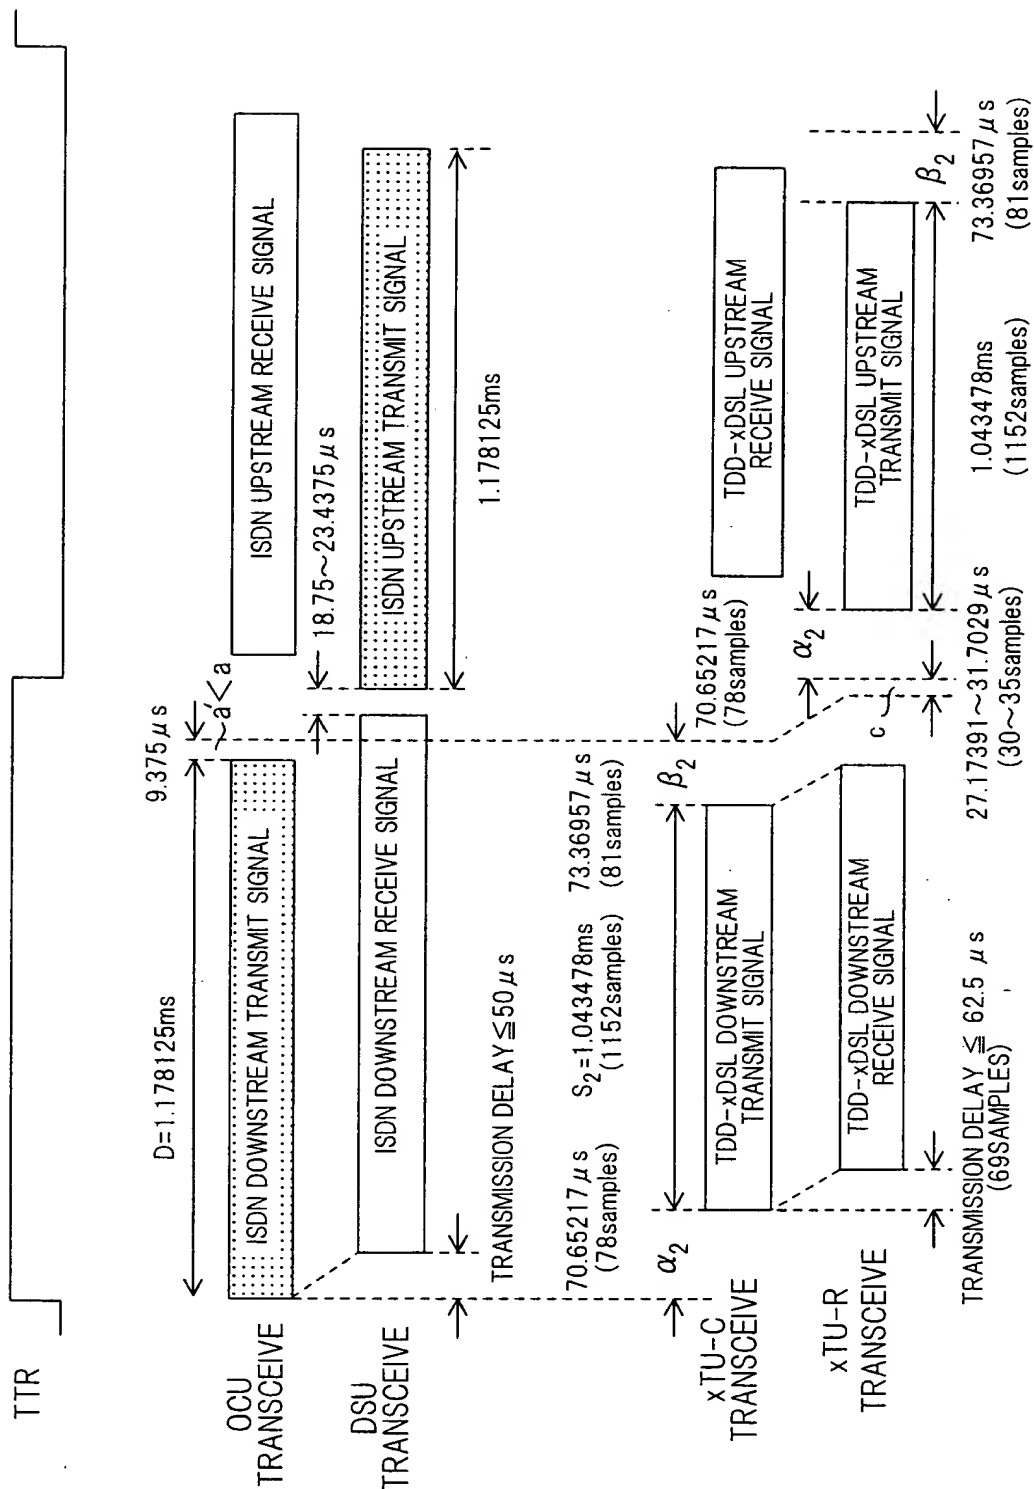 TTR
OCU
TRANSCEIVE
D=1.178125ms
9.375μs
a'<a
ISDN DOWNSTREAM TRANSMIT SIGNAL
ISDN UPSTREAM RECEIVE SIGNAL
DSU
TRANSCEIVE
18.75~23.4375μs
ISDN DOWNSTREAM RECEIVE SIGNAL
ISDN UPSTREAM TRANSMIT SIGNAL
TRANSMISSION DELAY≦50μs
1.178125ms
70.65217μs
(78samples)
S2=1.043478ms
(1152samples)
73.36957μs
(81samples)
α2
β2
70.65217μs
(78samples)
xTU-C
TRANSCEIVE
TDD-xDSL DOWNSTREAM
TRANSMIT SIGNAL
TDD-xDSL UPSTREAM
RECEIVE SIGNAL
α2
xTU-R
TRANSCEIVE
TDD-xDSL DOWNSTREAM
RECEIVE SIGNAL
c
TDD-xDSL UPSTREAM
TRANSMIT SIGNAL
β2
TRANSMISSION DELAY ≦ 62.5 μs
(69SAMPLES)
27.17391~31.7029μs
(30~35samples)
1.043478ms
(1152samples)
73.36957μs
(81samples)